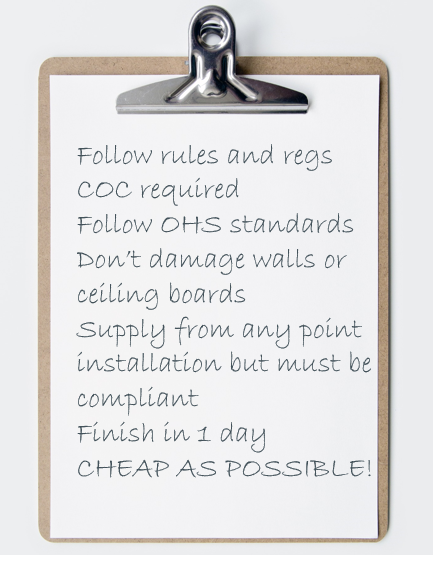 Follow rules and regs
COC required
Follow OHS standards
Don't damage walls or
ceiling boards
Supply from any point
installation but must be
compliant
Finish in 1 day
CHEAP AS POSSIBLE!